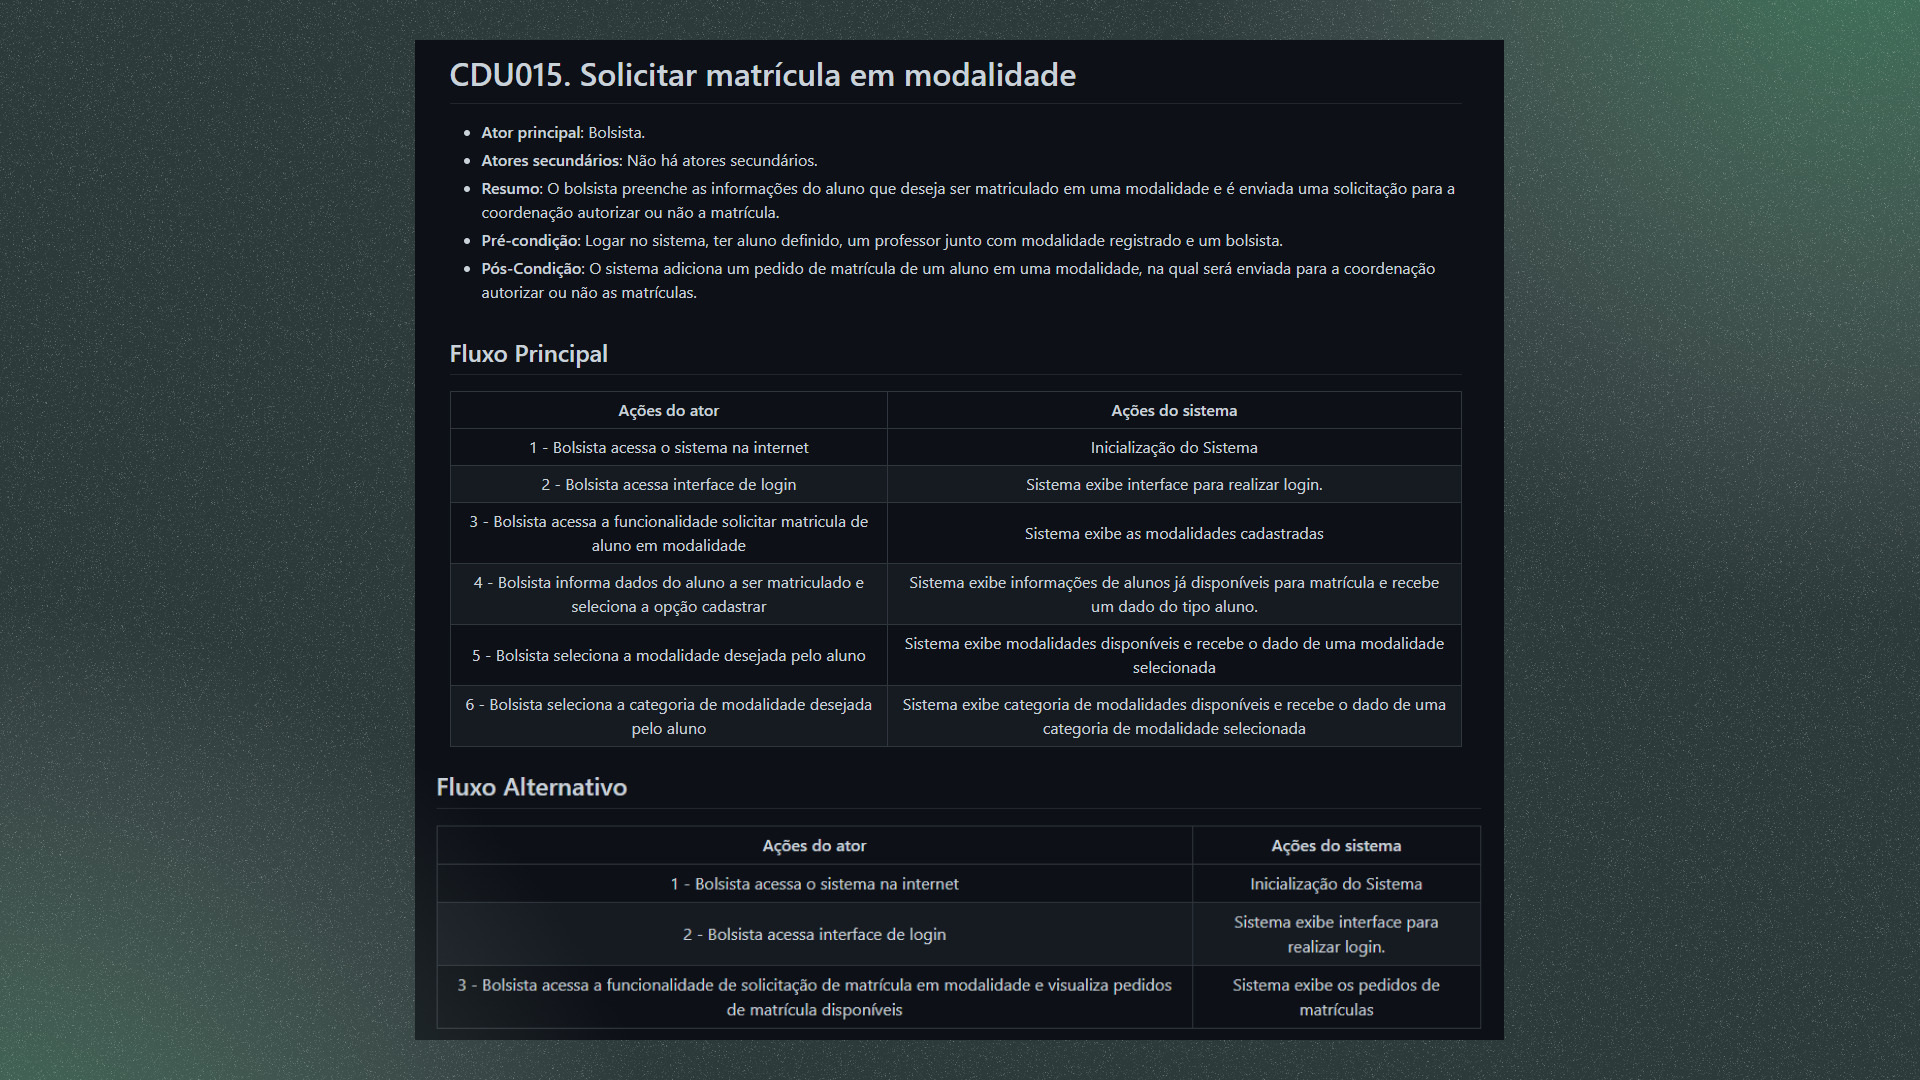 CDU015. Solicitar matrícula em modalidade
Ator principal: Bolsista.
Atores secundários: Não há atores secundários.
Resumo: O bolsista preenche as informações do aluno que deseja ser matriculado em uma modalidade e é enviada uma solicitação para a
coordenação autorizar ou não a matrícula.
Pré-condição: Logar no sistema, ter aluno definido, um professor junto com modalidade registrado e um bolsista.
Pós-Condição: O sistema adiciona um pedido de matrícula de um aluno em uma modalidade, na qual será enviada para a coordenação
autorizar ou não as matrículas.
Fluxo Principal
Ações do ator
Ações do sistema
1 - Bolsista acessa o sistema na internet
Inicialização do Sistema
2 - Bolsista acessa interface de login
Sistema exibe interface para realizar login.
3 - Bolsista acessa a funcionalidade solicitar matricula de
aluno em modalidade
Sistema exibe as modalidades cadastradas
4 - Bolsista informa dados do aluno a ser matriculado e
seleciona a opção cadastrar
Sistema exibe informações de alunos já disponíveis para matrícula e recebe
um dado do tipo aluno.
5 - Bolsista seleciona a modalidade desejada pelo aluno
Sistema exibe modalidades disponíveis e recebe o dado de uma modalidade
selecionada
6 - Bolsista seleciona a categoria de modalidade desejada
pelo aluno
Sistema exibe categoria de modalidades disponíveis e recebe o dado de uma
categoria de modalidade selecionada
Fluxo Alternativo
Ações do ator
Ações do sistema
1 - Bolsista acessa o sistema na internet
Inicialização do Sistema
2 - Bolsista acessa interface de login
Sistema exibe interface para
realizar login.
3 - Bolsista acessa a funcionalidade de solicitação de matrícula em modalidade e visualiza pedidos
de matrícula disponíveis
Sistema exibe os pedidos de
matrículas